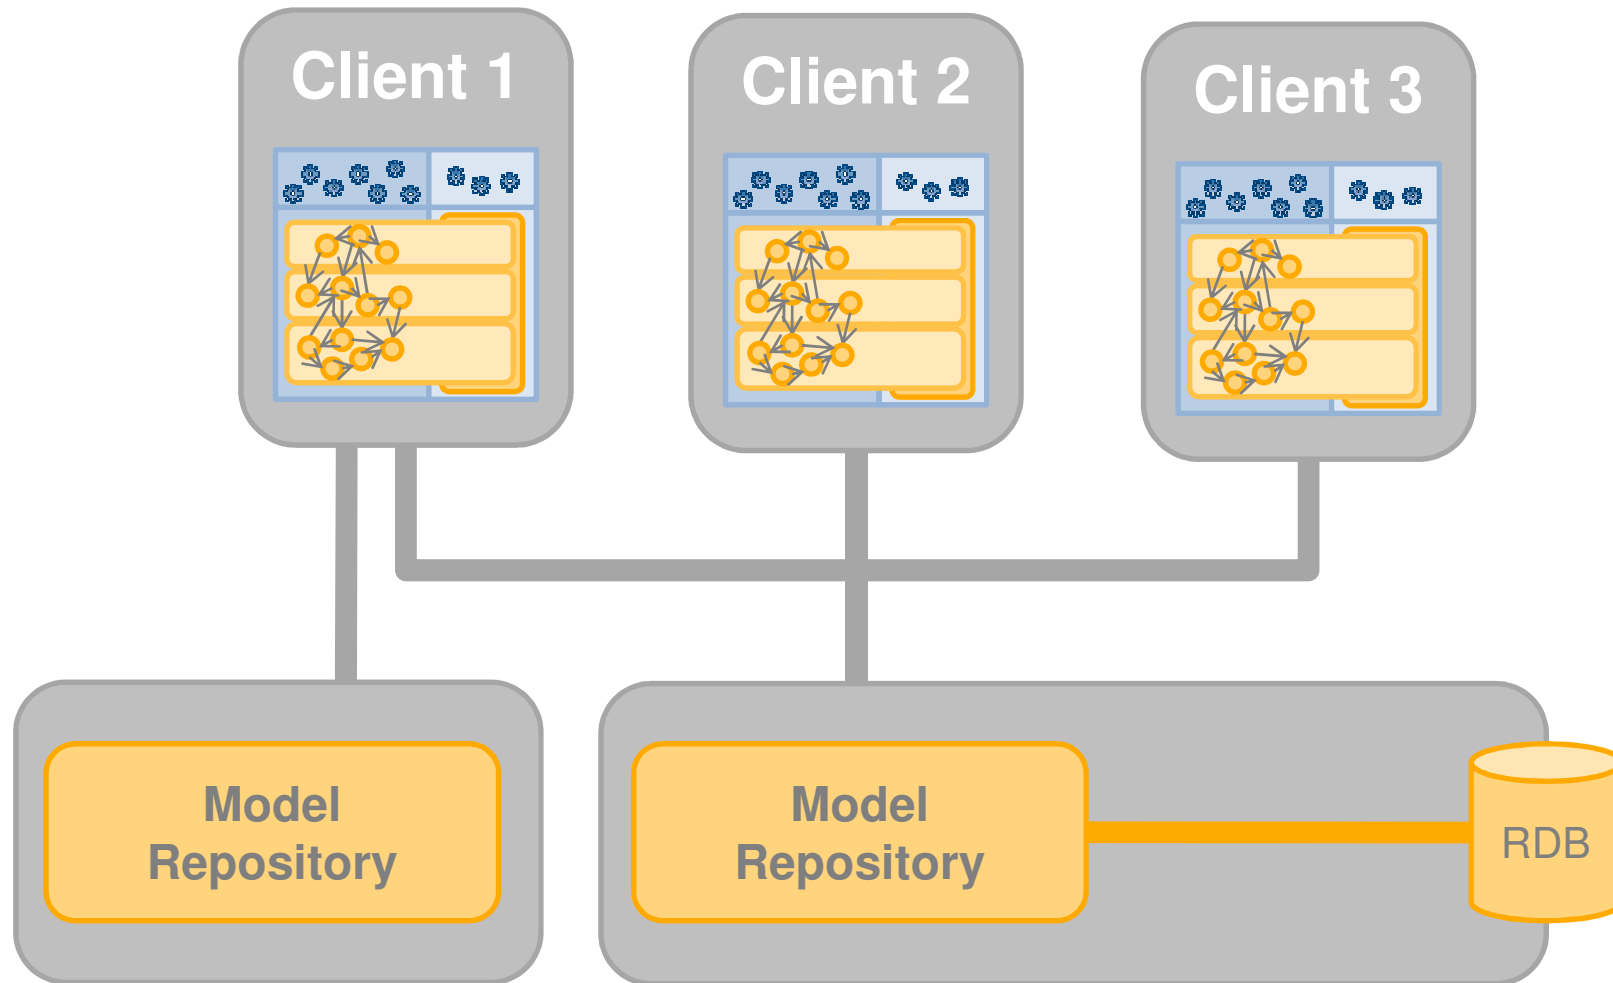 Client 1
Client 2
Client 3
Model
Repository
Model
Repository
RDB